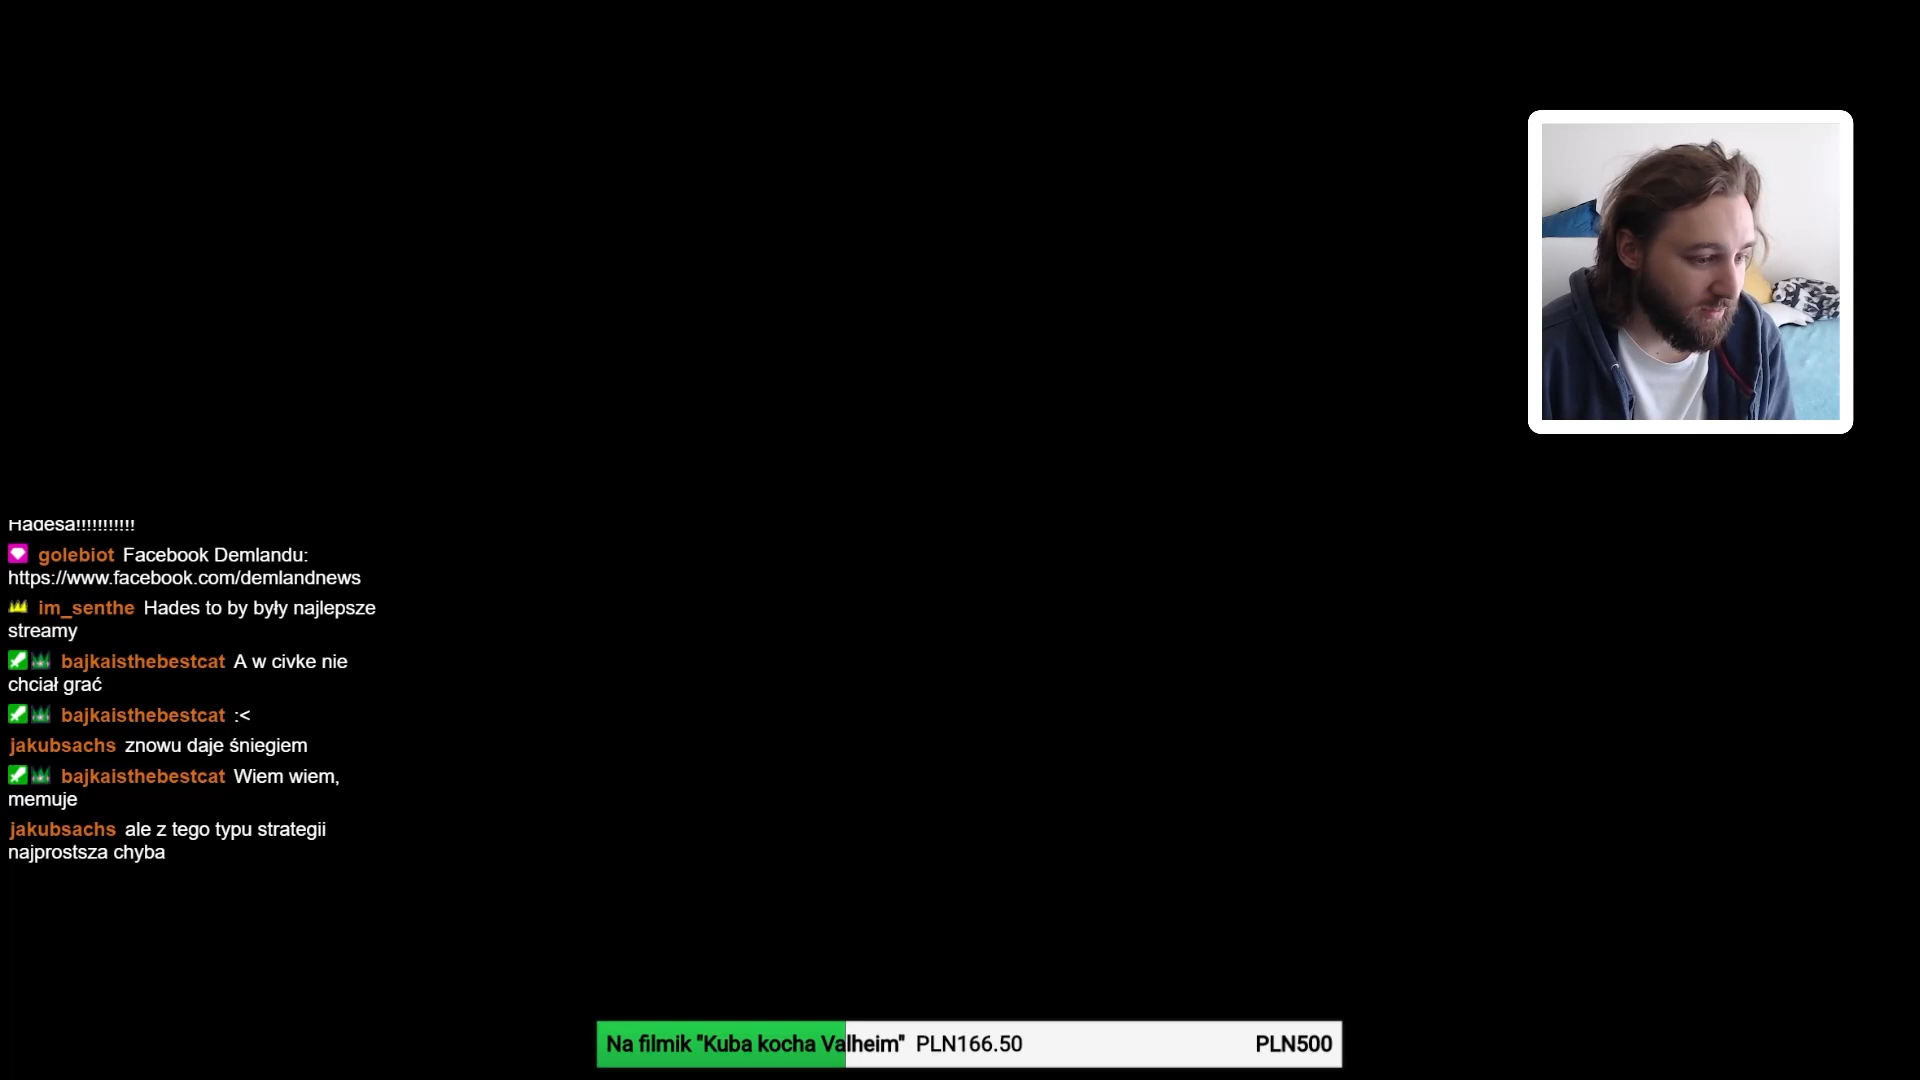 Hadesa!!!!!!!!!!!
golebiot Facebook Demlandu:
https://www.facebook.com/demlandnews
im_senthe Hades to by były najlepsze
streamy
bajkaisthebestcat A w civke nie
chciał grać
bajkaisthebestcat :<
jakubsachs znowu daje śniegiem
bajkaisthebestcat Wiem wiem,
memuje
jakubsachs ale z tego typu strategii
najprostsza chyba
Na filmik "Kuba kocha Valheim" PLN166.50 PLN500